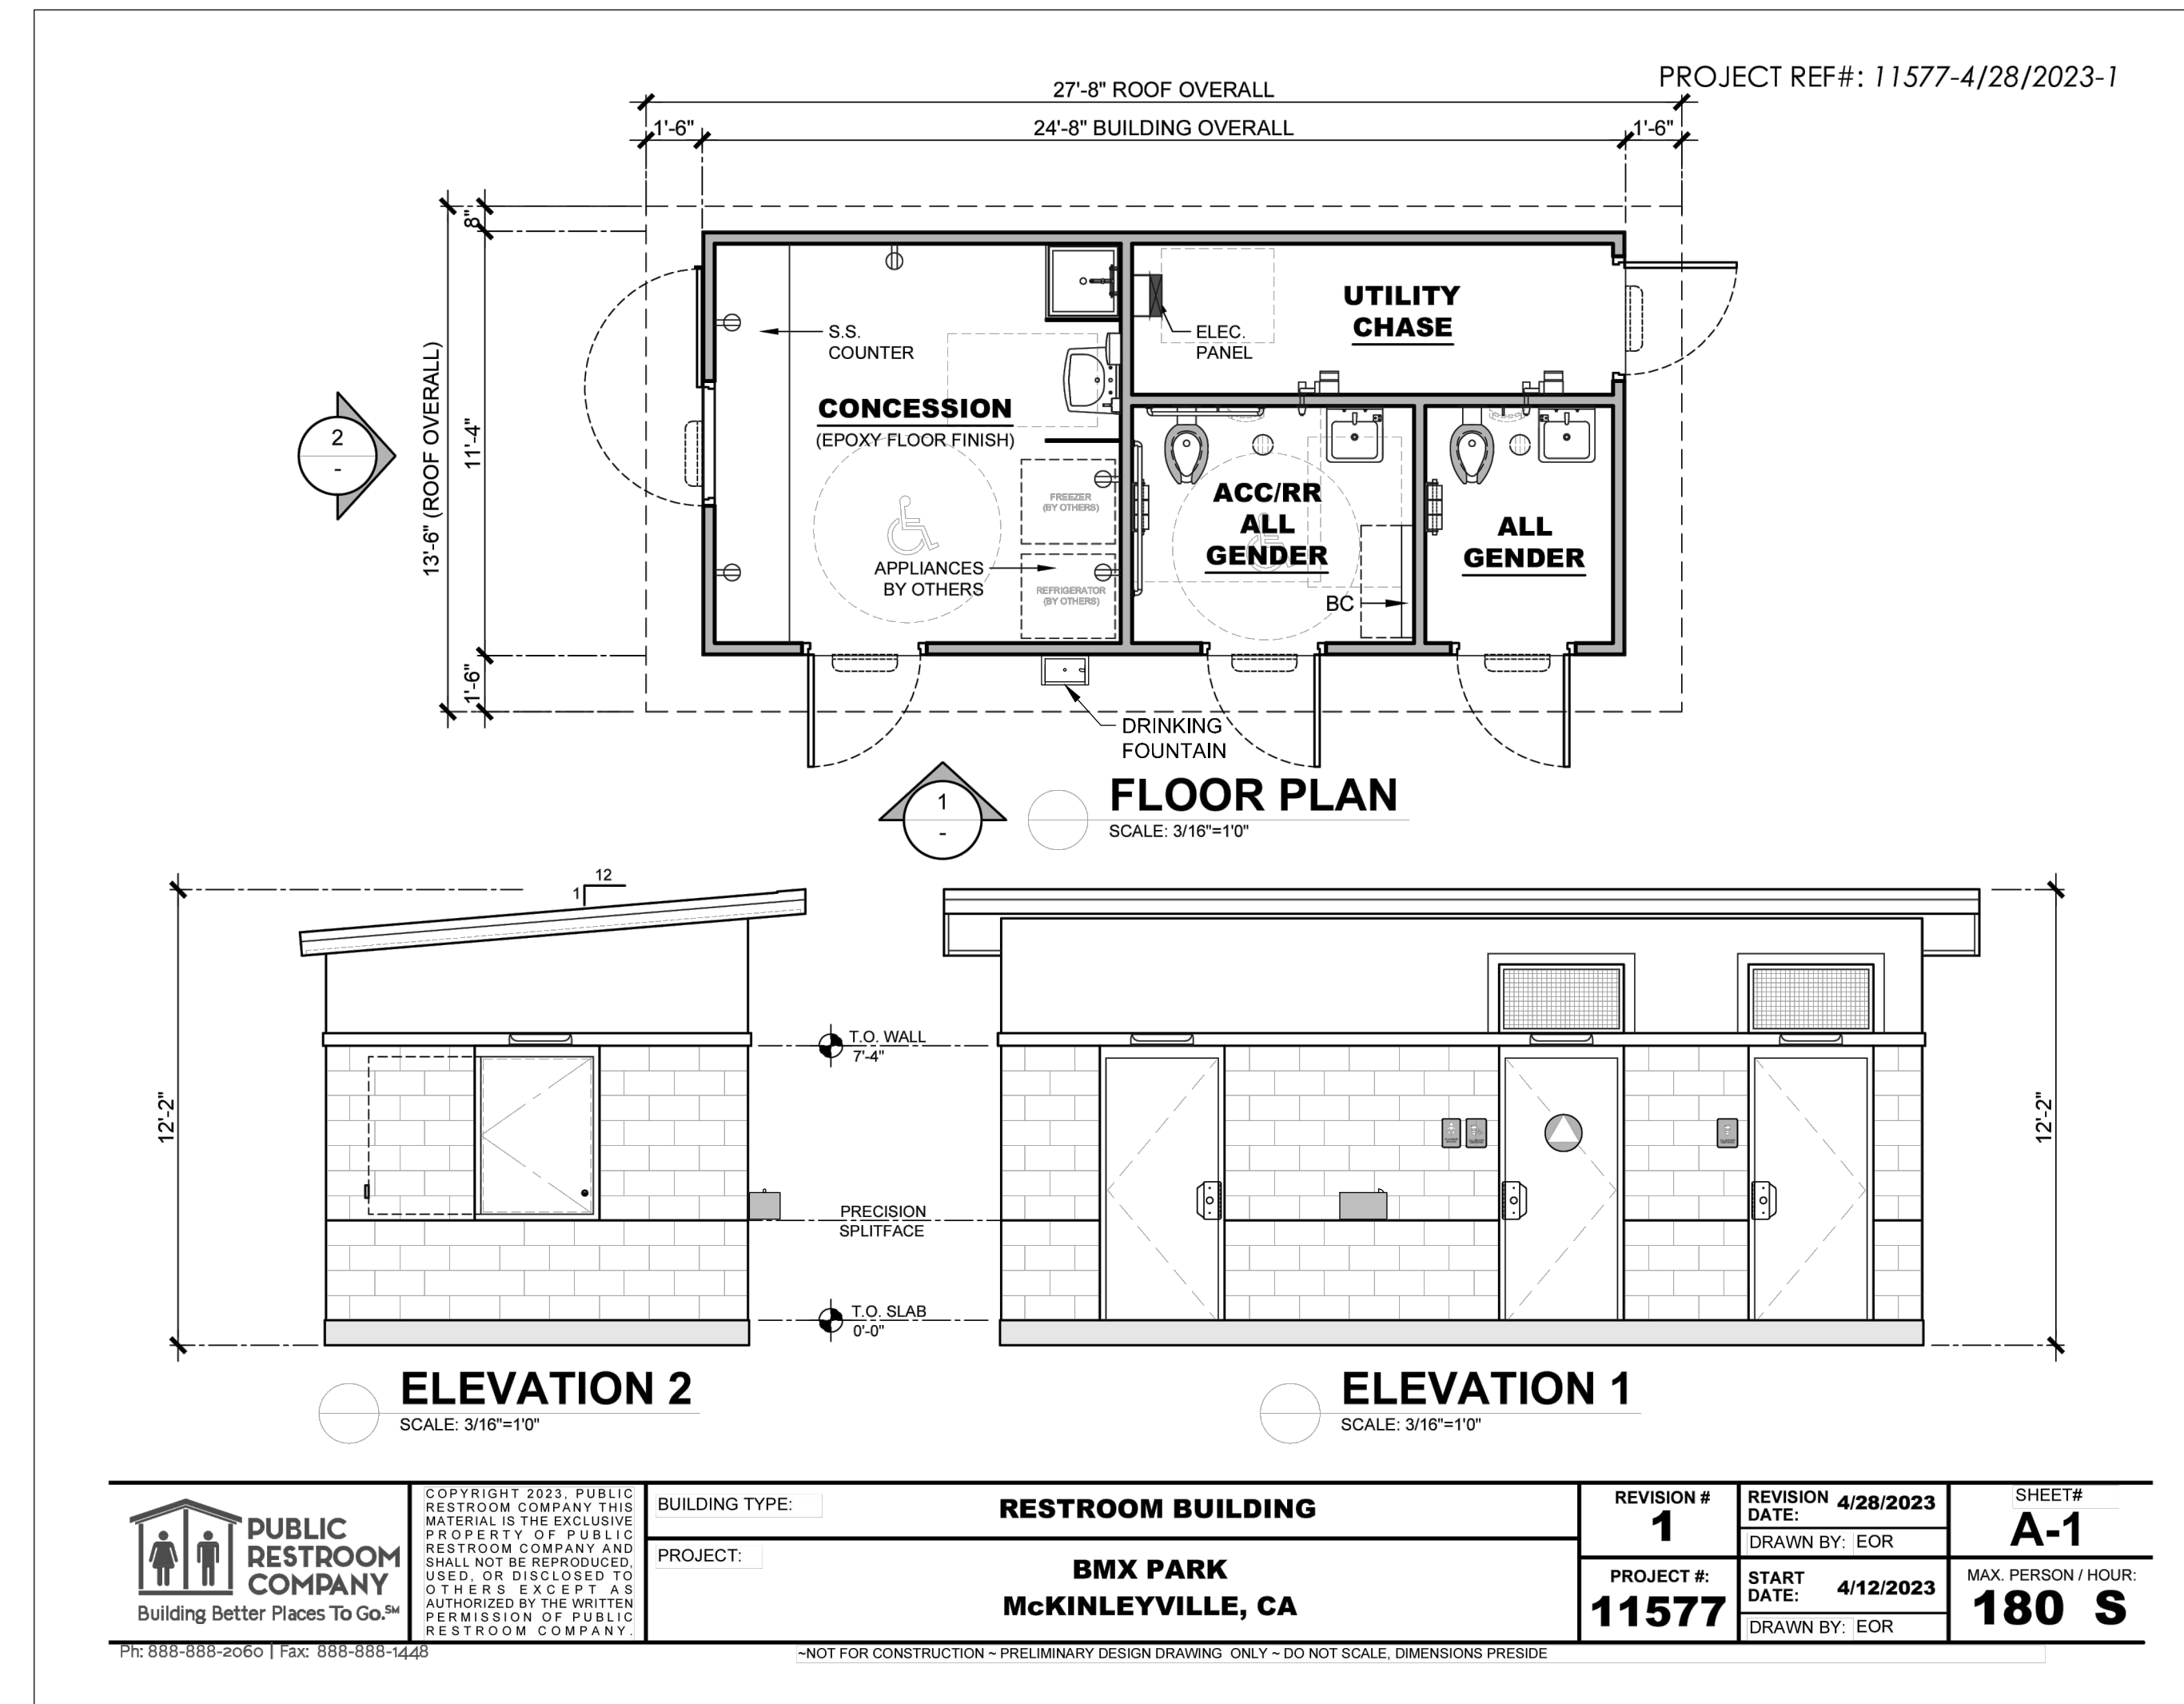 PROJECT REF#: 11577-4/28/2023-1
27'-8" ROOF OVERALL
1'-6"
24'-8" BUILDING OVERALL
1'-6"
8"
13'-6" (ROOF OVERALL)
11'-4"
1'-6"
2
-
S.S.
COUNTER
ELEC.
PANEL
UTILITY
CHASE
CONCESSION
(EPOXY FLOOR FINISH)
FREEZER
(BY OTHERS)
APPLIANCES
BY OTHERS
REFRIGERATOR
(BY OTHERS)
ACC/RR
ALL
GENDER
BC
ALL
GENDER
DRINKING
FOUNTAIN
1
-
FLOOR PLAN
SCALE: 3/16"=1'0"
12
1
12'-2"
T.O. WALL
7'-4"
PRECISION
SPLITFACE
T.O. SLAB
0'-0"
12'-2"
ELEVATION 2
SCALE: 3/16"=1'0"
ELEVATION 1
SCALE: 3/16"=1'0"
PUBLIC
RESTROOM
COMPANY
Building Better Places To Go.SM
Ph: 888-888-2060 | Fax: 888-888-1448
COPYRIGHT 2023, PUBLIC
RESTROOM COMPANY THIS
MATERIAL IS THE EXCLUSIVE
PROPERTY OF PUBLIC
RESTROOM COMPANY AND
SHALL NOT BE REPRODUCED,
USED, OR DISCLOSED TO
OTHERS EXCEPT AS
AUTHORIZED BY THE WRITTEN
PERMISSION OF PUBLIC
RESTROOM COMPANY.
BUILDING TYPE:
RESTROOM BUILDING
PROJECT:
BMX PARK
McKINLEYVILLE, CA
REVISION #
1
PROJECT #:
11577
REVISION
DATE:
4/28/2023
DRAWN BY: EOR
START
DATE:
4/12/2023
DRAWN BY: EOR
SHEET#
A-1
MAX. PERSON / HOUR:
180 S
~NOT FOR CONSTRUCTION ~ PRELIMINARY DESIGN DRAWING ONLY ~ DO NOT SCALE, DIMENSIONS PRESIDE